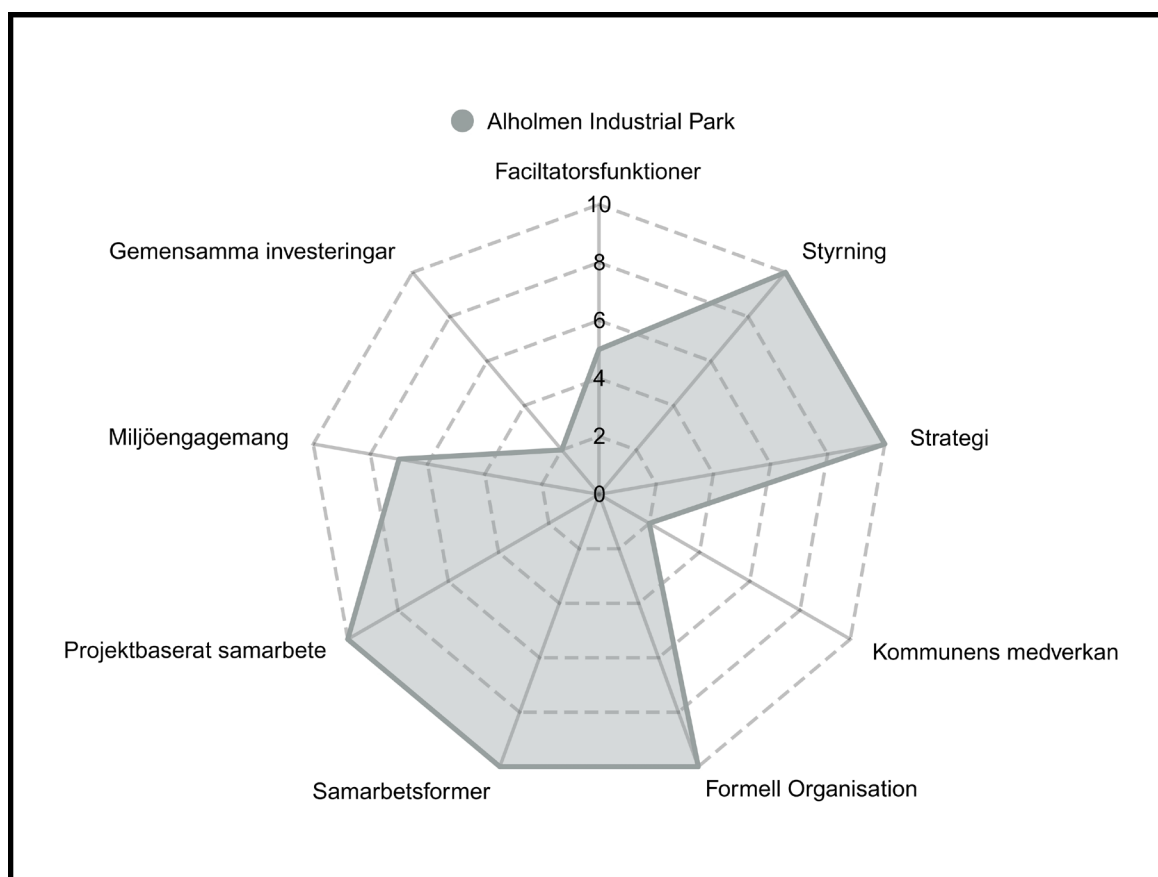 Alholmen Industrial Park
Faciltatorsfunktioner
10
Gemensamma investeringar
Styrning
8
6
4
Miljöengagemang
2
Strategi
0
Projektbaserat samarbete
Kommunens medverkan
Samarbetsformer
Formell Organisation